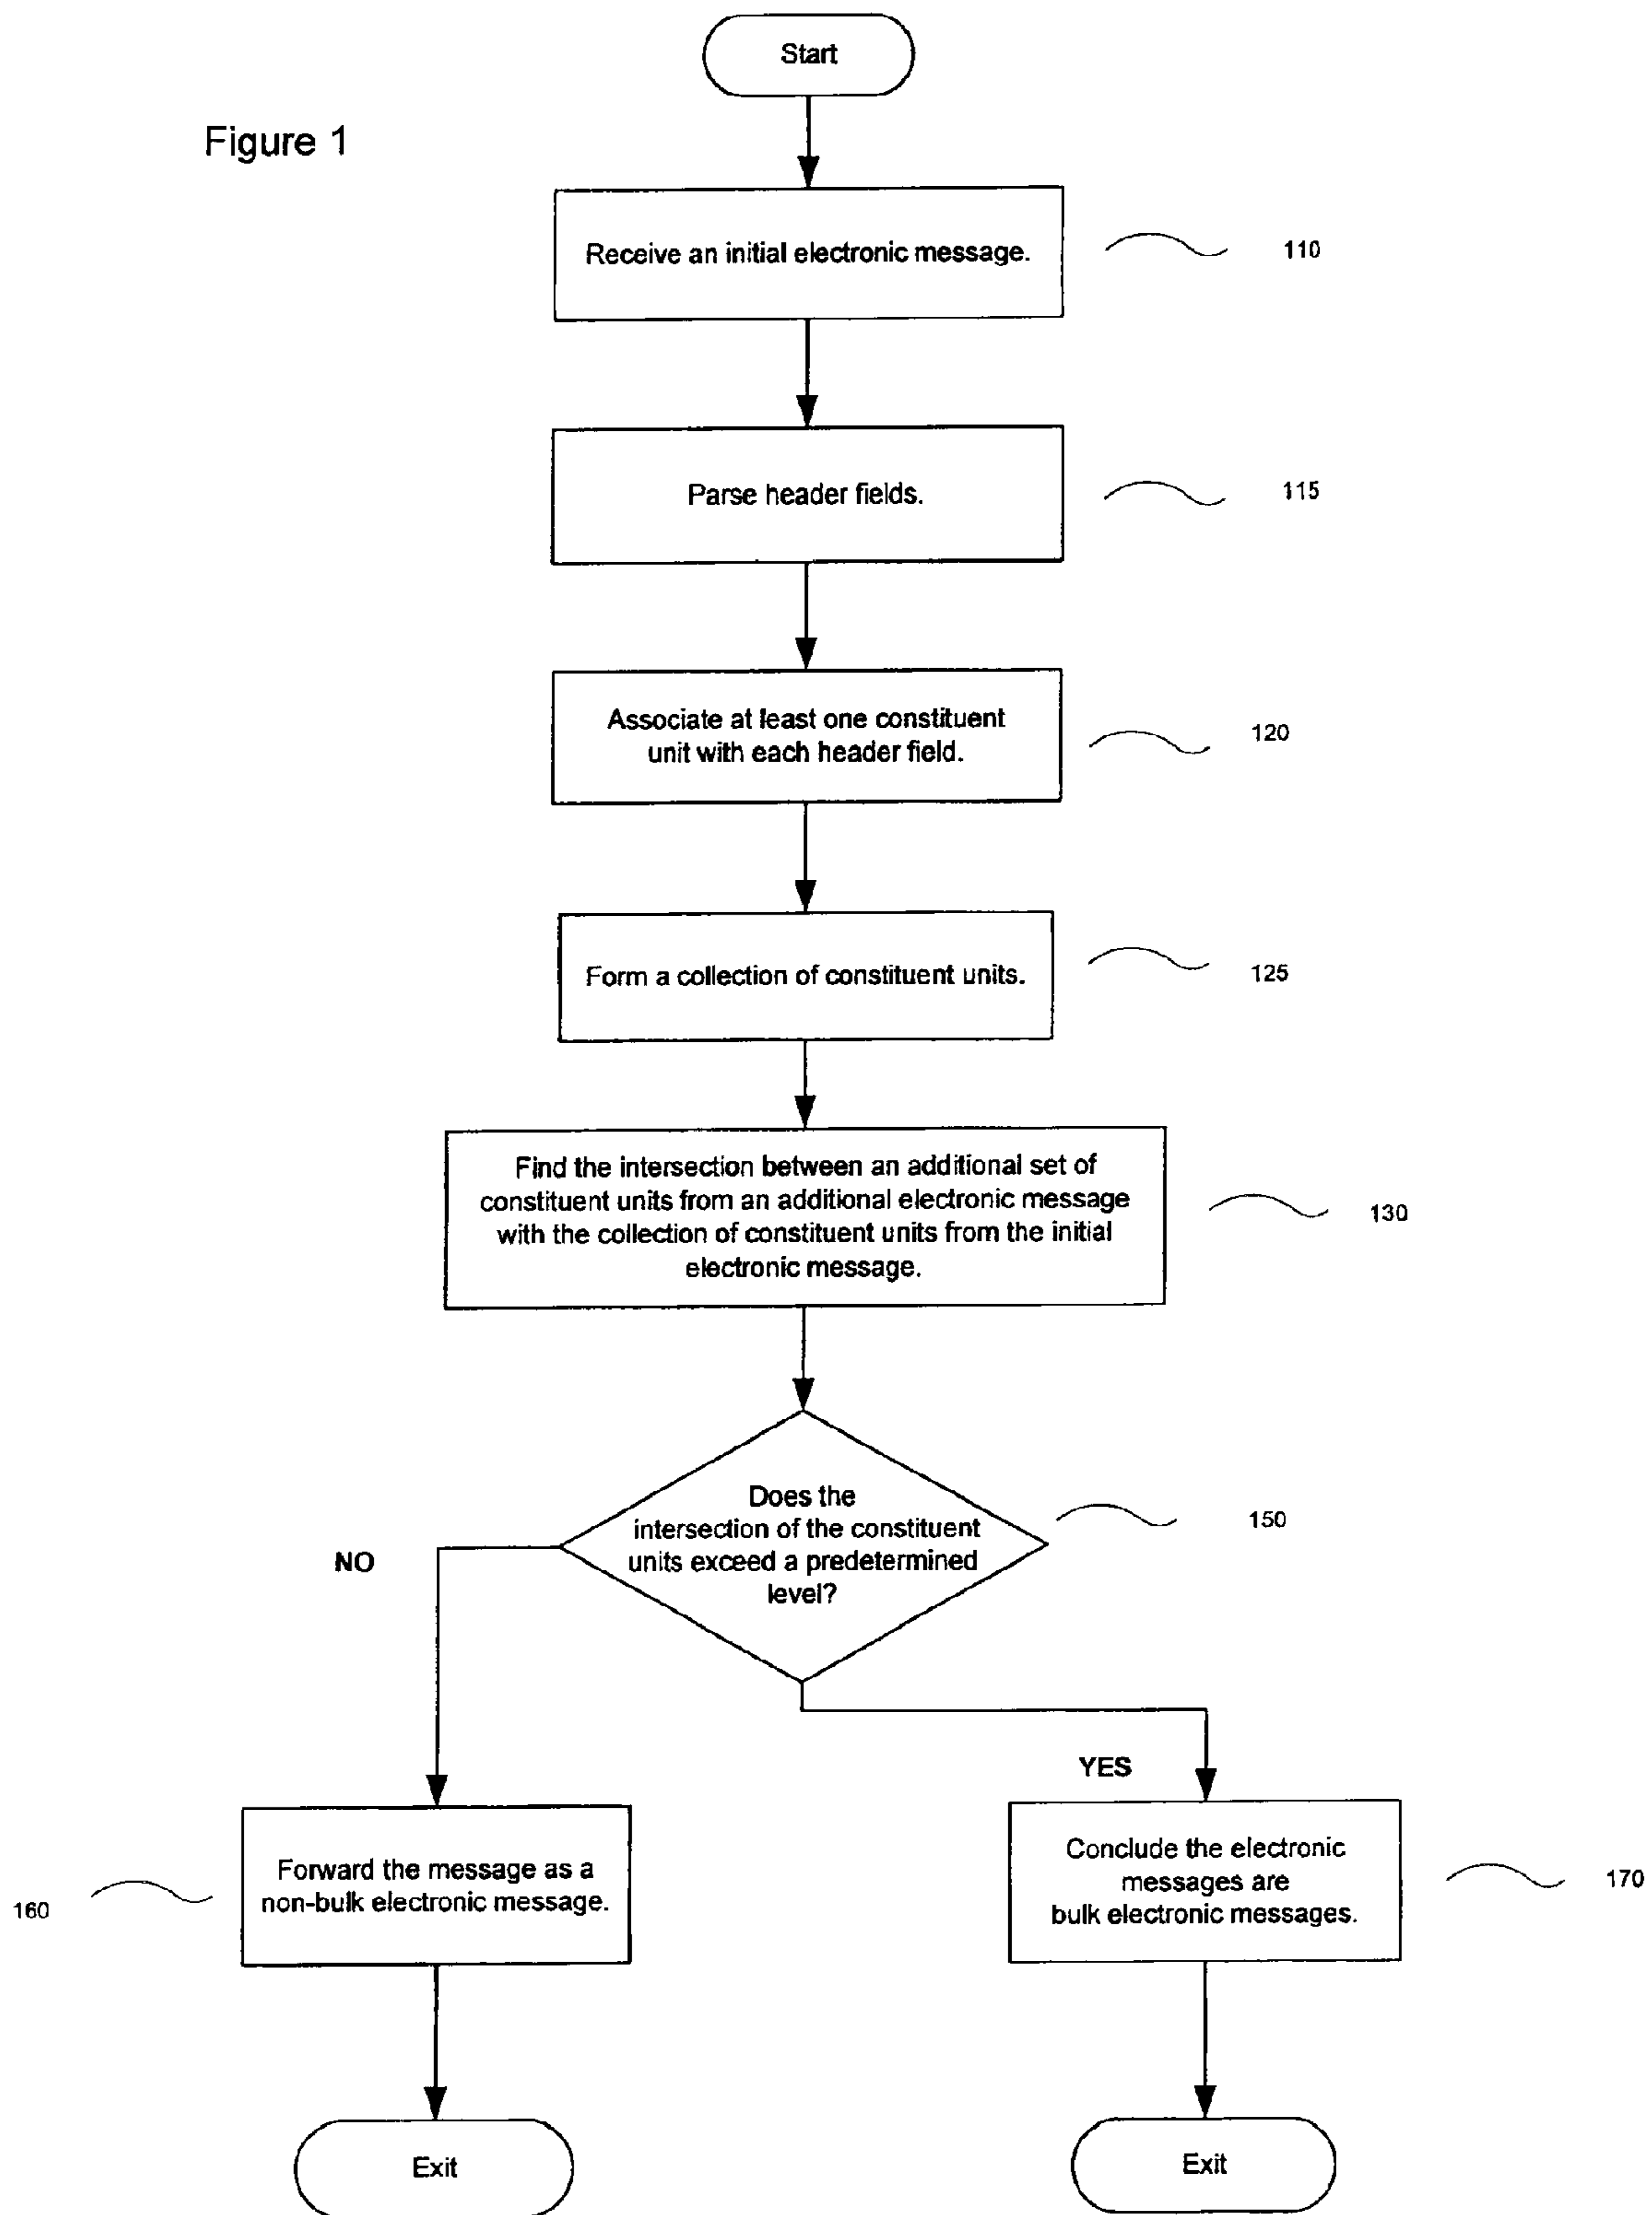 Start
Figure 1
Receive an initial electronic message.
110
Parse header fields.
115
Associate at least one constituent
unit with each header field.
120
Form a collection of constituent units.
125
Find the intersection between an additional set of
constituent units from an additional electronic message
with the collection of constituent units from the initial
electronic message.
130
Does the
intersection of the constituent
units exceed a predetermined
level?
150
NO
YES
Forward the message as a
non-bulk electronic message.
160
Conclude the electronic
messages are
bulk electronic messages.
170
Exit
Exit